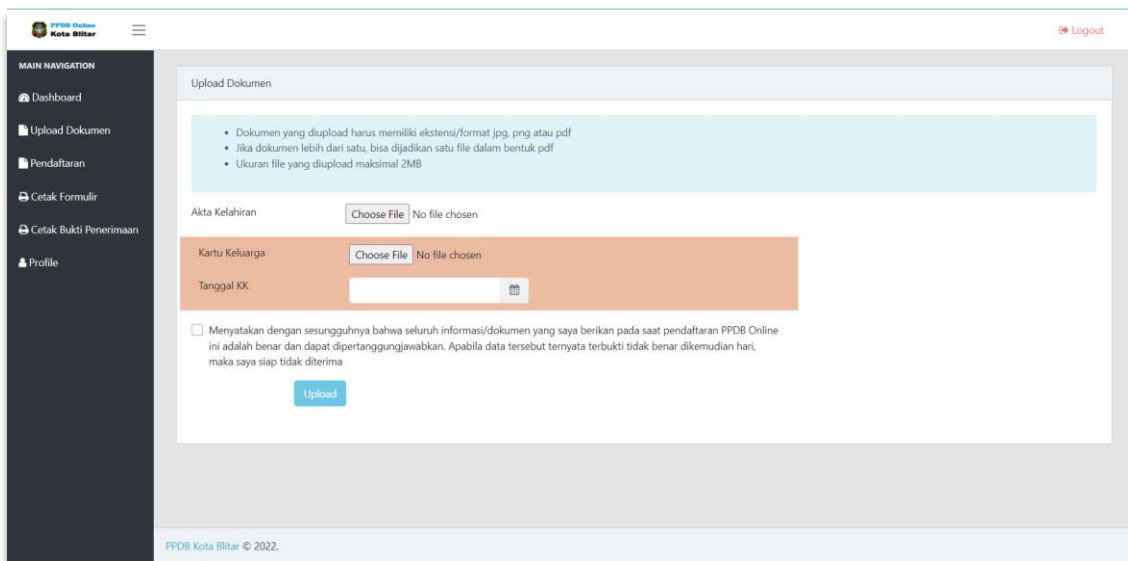 PPDB Online
Kota Blitar
Logout
MAIN NAVIGATION
Dashboard
Upload Dokumen
Pendaftaran
Cetak Formulir
Cetak Bukti Penerimaan
Profile
Upload Dokumen
Dokumen yang diupload harus memiliki ekstensi/format jpg, png atau pdf
Jika dokumen lebih dari satu, bisa dijadikan satu file dalam bentuk pdf
Ukuran file yang diupload maksimal 2MB
Akta Kelahiran Choose File No file chosen
Kartu Keluarga Choose File No file chosen
Tanggal KK
Menyatakan dengan sesungguhnya bahwa seluruh informasi/dokumen yang saya berikan pada saat pendaftaran PPDB Online
ini adalah benar dan dapat dipertanggungjawabkan. Apabila data tersebut ternyata terbukti tidak benar dikemudian hari,
maka saya siap tidak diterima
Upload
PPDB Kota Blitar © 2022.